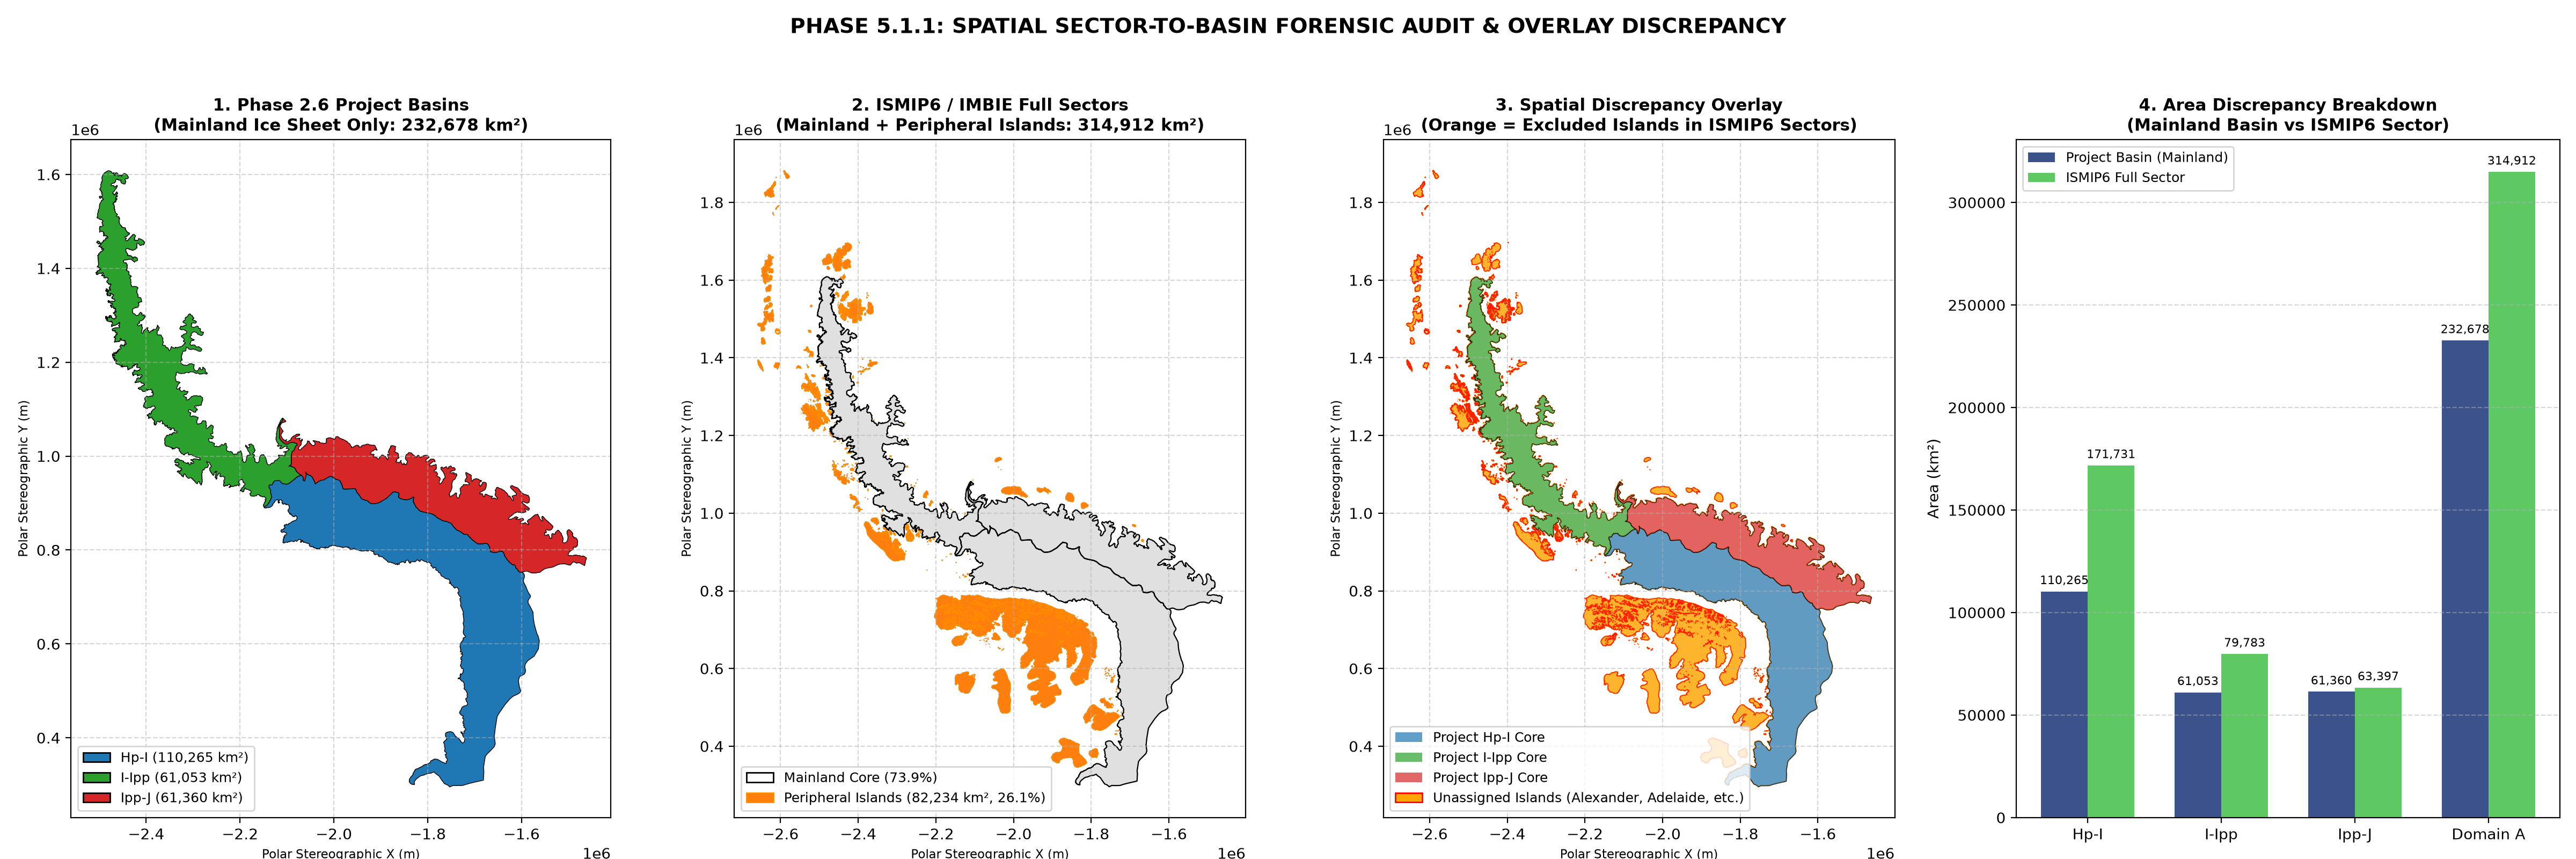 PHASE 5.1.1: SPATIAL SECTOR-TO-BASIN FORENSIC AUDIT & OVERLAY DISCREPANCY
1. Phase 2.6 Project Basins
(Mainland Ice Sheet Only: 232,678 km²)
1e6
1.6
1.4
1.2
1.0
0.8
0.6
0.4
Polar Stereographic Y (m)
Hp-I (110,265 km²)
I-Ipp (61,053 km²)
Ipp-J (61,360 km²)
−2.4
−2.2
−2.0
−1.8
−1.6
Polar Stereographic X (m)
1e6
2. ISMIP6 / IMBIE Full Sectors
(Mainland + Peripheral Islands: 314,912 km²)
1e6
1.8
1.6
1.4
1.2
1.0
0.8
0.6
0.4
Polar Stereographic Y (m)
Mainland Core (73.9%)
Peripheral Islands (82,234 km², 26.1%)
−2.6
−2.4
−2.2
−2.0
−1.8
−1.6
Polar Stereographic X (m)
1e6
3. Spatial Discrepancy Overlay
(Orange = Excluded Islands in ISMIP6 Sectors)
1e6
1.8
1.6
1.4
1.2
1.0
0.8
0.6
0.4
Polar Stereographic Y (m)
Project Hp-I Core
Project I-Ipp Core
Project Ipp-J Core
Unassigned Islands (Alexander, Adelaide, etc.)
−2.6
−2.4
−2.2
−2.0
−1.8
−1.6
Polar Stereographic X (m)
1e6
4. Area Discrepancy Breakdown
(Mainland Basin vs ISMIP6 Sector)
Project Basin (Mainland)
ISMIP6 Full Sector
300000
250000
200000
150000
100000
50000
0
Area (km²)
110,265
171,731
61,053
79,783
61,360
63,397
232,678
314,912
Hp-I
I-Ipp
Ipp-J
Domain A